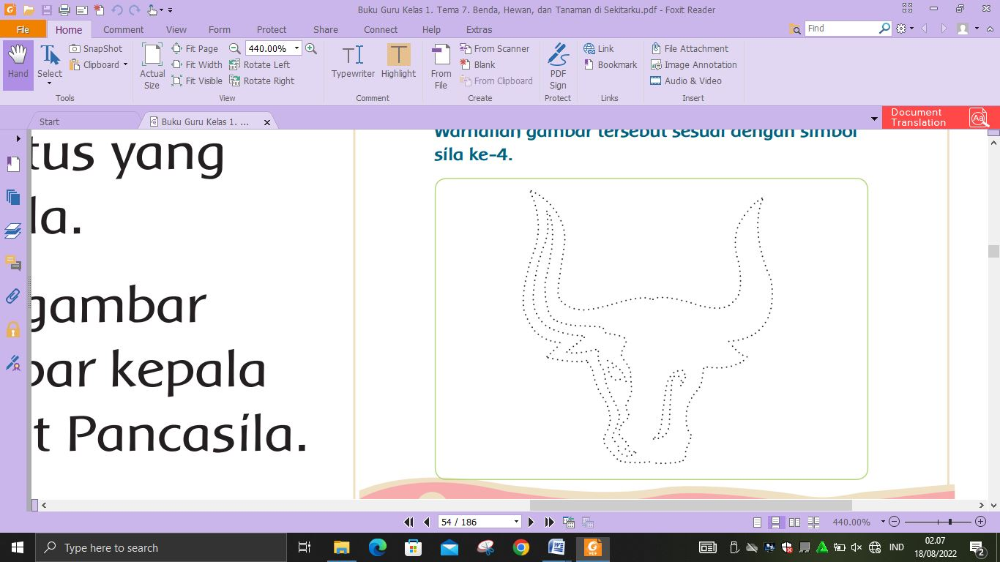 Buku Guru Kelas 1. Tema 7. Benda, Hewan, dan Tanaman di Sekitarku.pdf - Foxit Reader
File Home Comment View Form Protect Share Connect Help Extras Find
Hand
Select
SnapShot
Clipboard
Tools
Actual Size
Fit Page
Fit Width
Fit Visible
440.00%
Rotate Left
Rotate Right
View
Typewriter
Highlight
Comment
From File
From Scanner
Blank
From Clipboard
Create
PDF Sign
Protect
Link
Bookmark
Links
File Attachment
Image Annotation
Audio & Video
Insert
Start
Buku Guru Kelas 1. ...
Document Translation
tus yang
la.
gambar
bar kepala
t Pancasila.
Warnailah gambar tersebut sesuai dengan simbol
sila ke-4.
54 / 186
440.00%
Type here to search
IND
02.07
18/08/2022
2